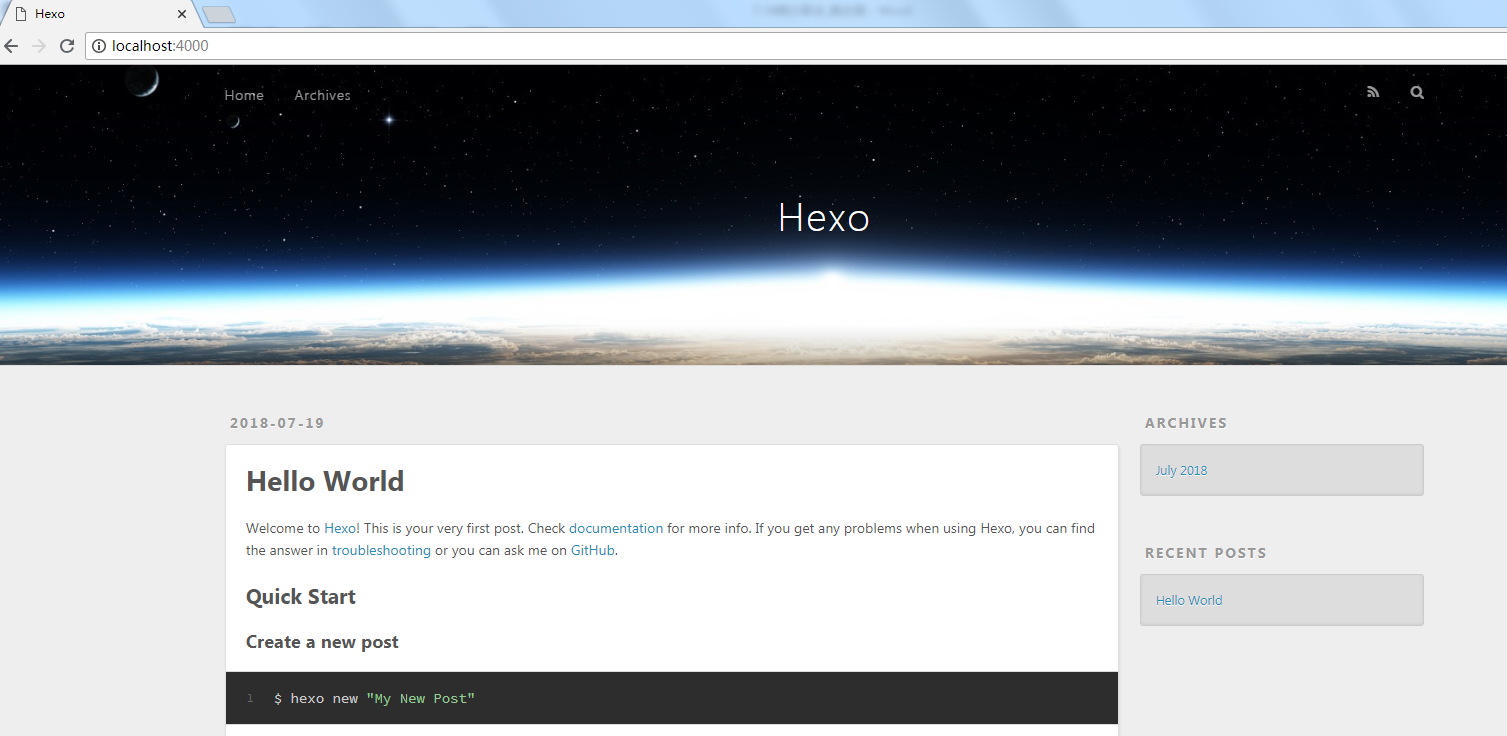 Hexo
localhost:4000
Home Archives
Hexo
2018-07-19
Hello World
Welcome to Hexo! This is your very first post. Check documentation for more info. If you get any problems when using Hexo, you can find
the answer in troubleshooting or you can ask me on GitHub.
Quick Start
Create a new post
1 $ hexo new "My New Post"
ARCHIVES
July 2018
RECENT POSTS
Hello World